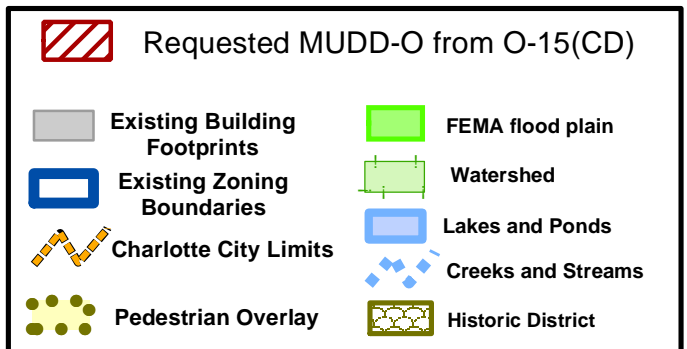 Requested MUDD-O from O-15(CD)
Existing Building
Footprints
Existing Zoning
Boundaries
Charlotte City Limits
Pedestrian Overlay
FEMA flood plain
Watershed
Lakes and Ponds
Creeks and Streams
Historic District